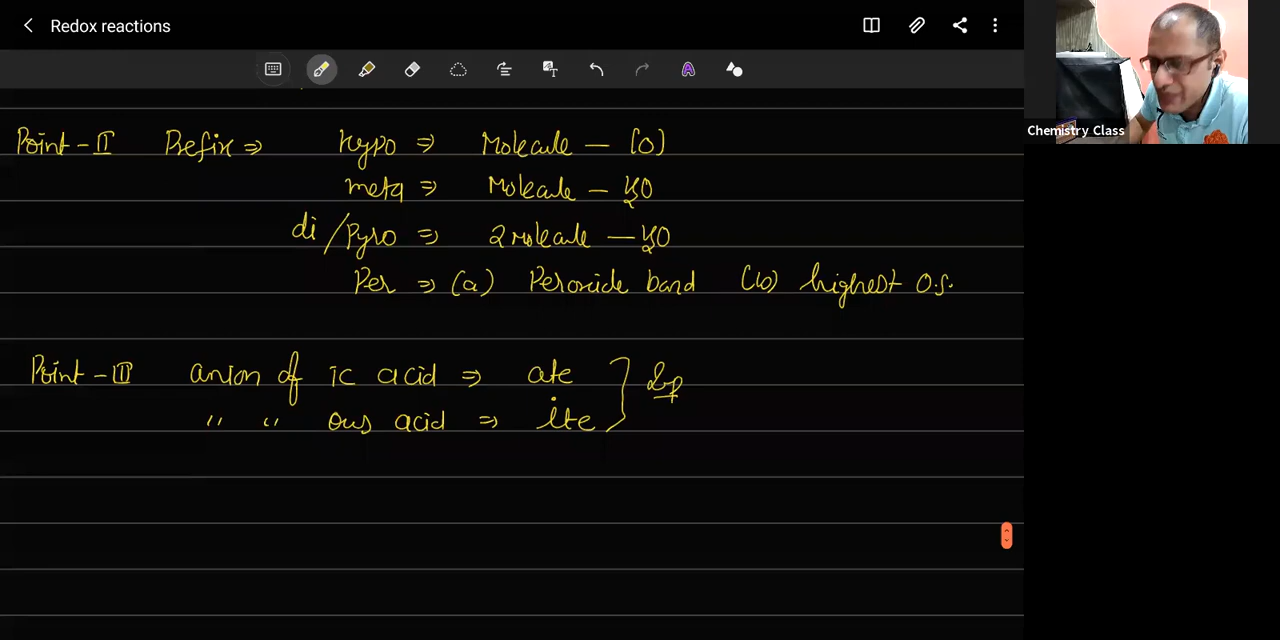 Redox reactions
Chemistry Class
Point-II Prefix ⇒ Hypo ⇒ Molecule - [O]
meta ⇒ Molecule - H2O
di/Pyro ⇒ 2 Molecule - H2O
Per ⇒ (a) Peroxide band (b) highest O.S.
Point-III anion of ic acid ⇒ ate
" " ous acid ⇒ ite